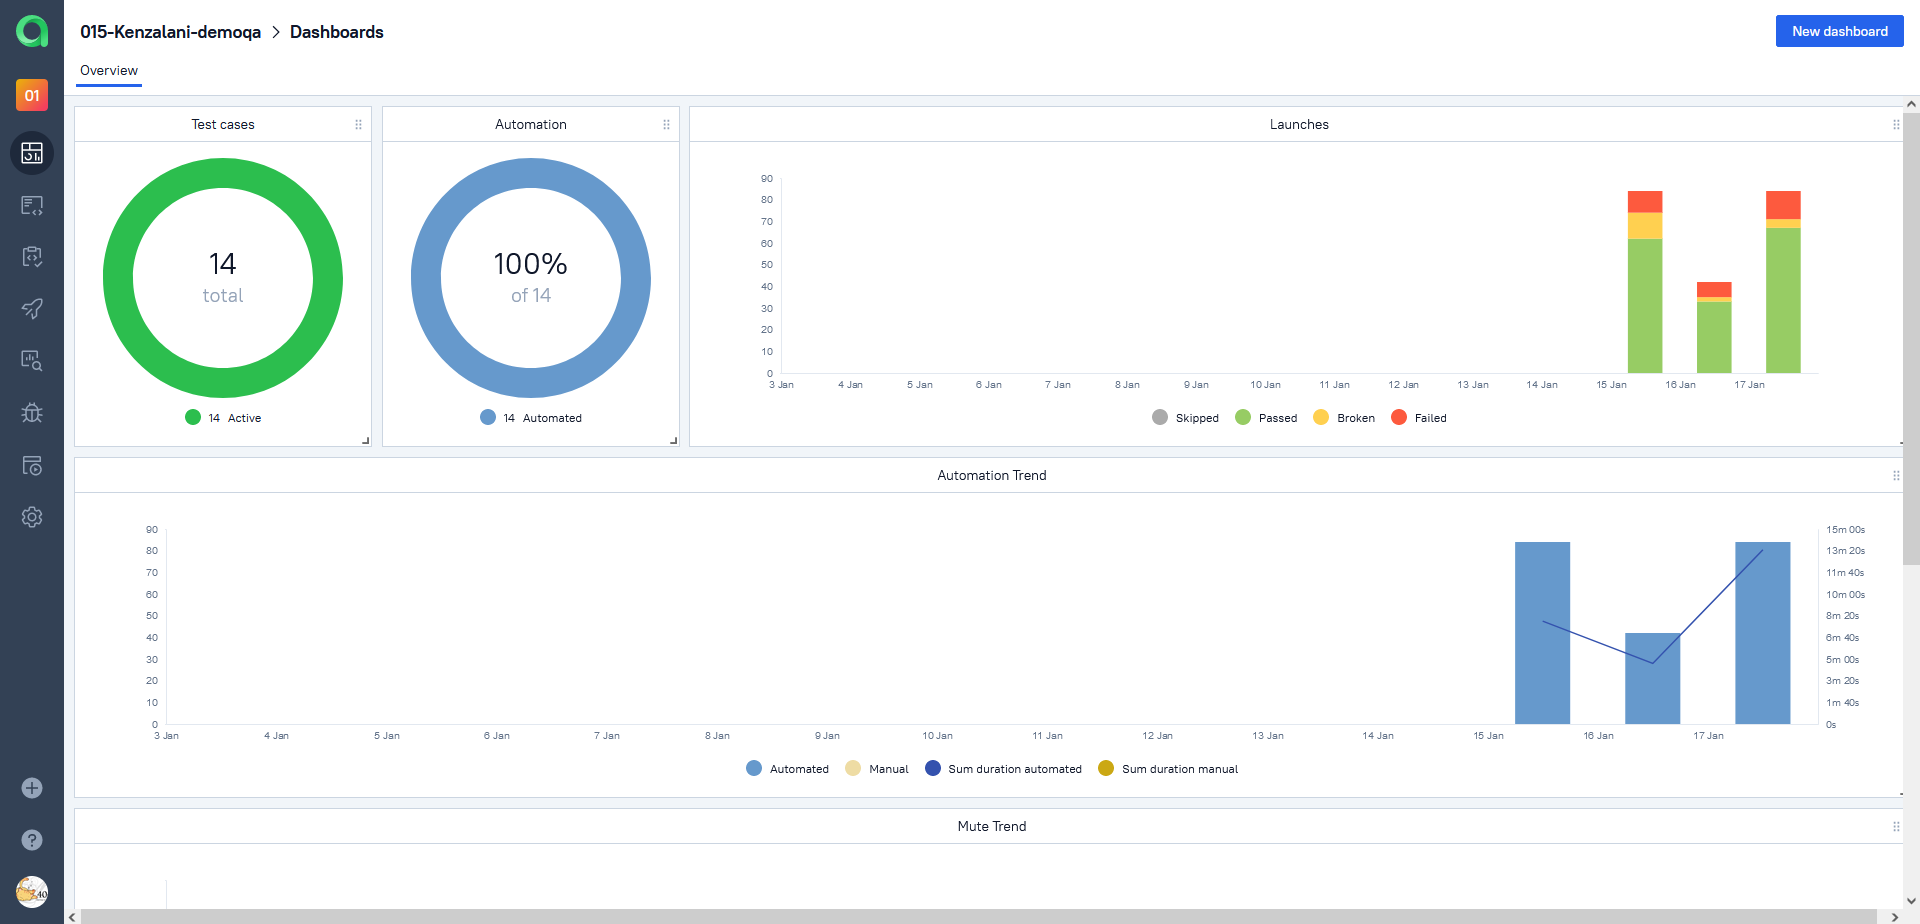 015-Kenzalani-demoqa > Dashboards
New dashboard
Overview
01
Test cases
14
total
14 Active
Automation
100%
of 14
14 Automated
Launches
90
80
70
60
50
40
30
20
10
0
3 Jan 4 Jan 5 Jan 6 Jan 7 Jan 8 Jan 9 Jan 10 Jan 11 Jan 12 Jan 13 Jan 14 Jan 15 Jan 16 Jan 17 Jan
Skipped Passed Broken Failed
Automation Trend
90 15m 00s
80 13m 20s
70 11m 40s
60 10m 00s
50 8m 20s
40 6m 40s
30 5m 00s
20 3m 20s
10 1m 40s
0 0s
3 Jan 4 Jan 5 Jan 6 Jan 7 Jan 8 Jan 9 Jan 10 Jan 11 Jan 12 Jan 13 Jan 14 Jan 15 Jan 16 Jan 17 Jan
Automated Manual Sum duration automated Sum duration manual
Mute Trend
?
40